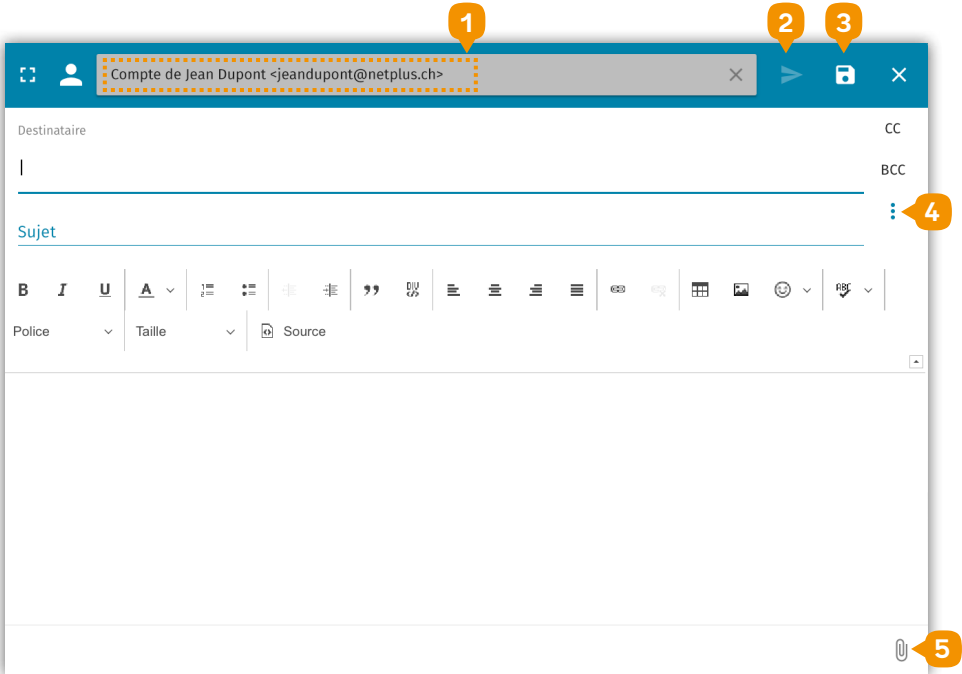 1
2
3
Compte de Jean Dupont <jeandupont@netplus.ch>
Destinataire
CC
BCC
4
Sujet
B I U A ABC
Police Taille Source
5